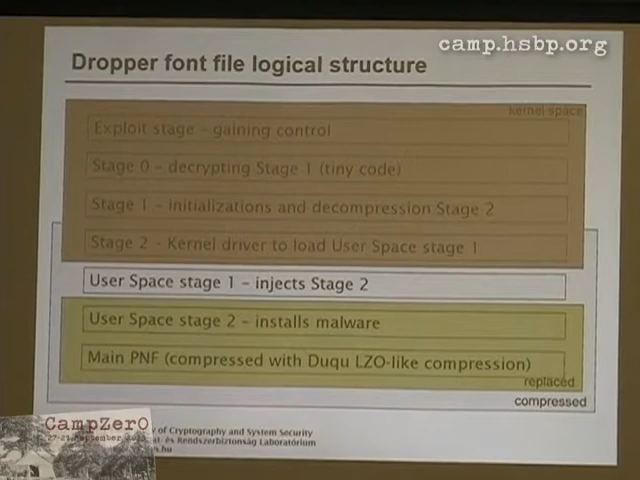 camp.hsbp.org
Dropper font file logical structure
kernel space
Exploit stage – gaining control
Stage 0 – decrypting Stage 1 (tiny code)
Stage 1 – initializations and decompression Stage 2
Stage 2 - Kernel driver to load User Space stage 1
User Space stage 1 – injects Stage 2
User Space stage 2 – installs malware
Main PNF (compressed with Duqu LZO-like compression)
replaced
compressed
CampZer0
y of Cryptography and System Security
at- és Rendszerbiztonság Laboratórium
s.hu